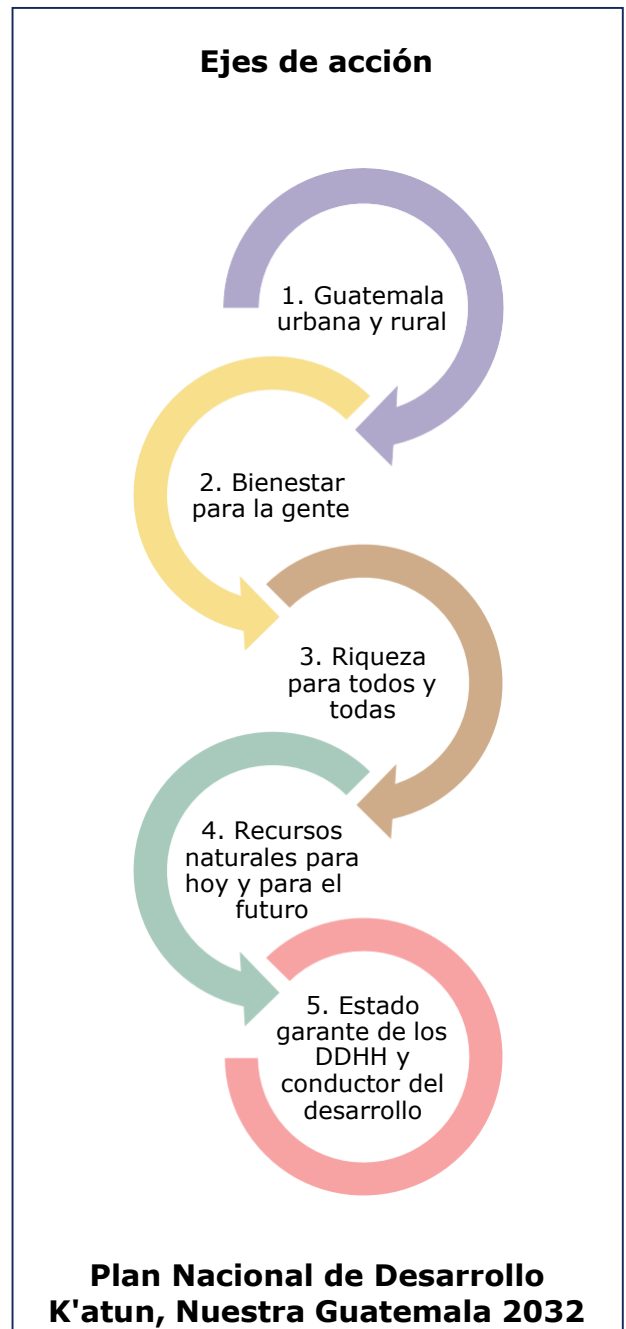 Ejes de acción
1. Guatemala
urbana y rural
2. Bienestar
para la gente
3. Riqueza
para todos y
todas
4. Recursos
naturales para
hoy y para el
futuro
5. Estado
garante de los
DDHH y
conductor del
desarrollo
Plan Nacional de Desarrollo
K'atun, Nuestra Guatemala 2032